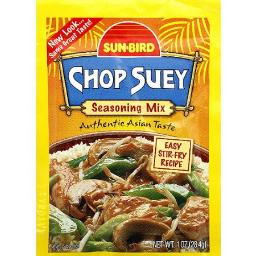 New Look...
Same Great Taste!
SUN-BIRD
CHOP SUEY
Seasoning Mix
Authentic Asian Taste
EASY
STIR-FRY
RECIPE
NET WT. 1 OZ (28.4g)